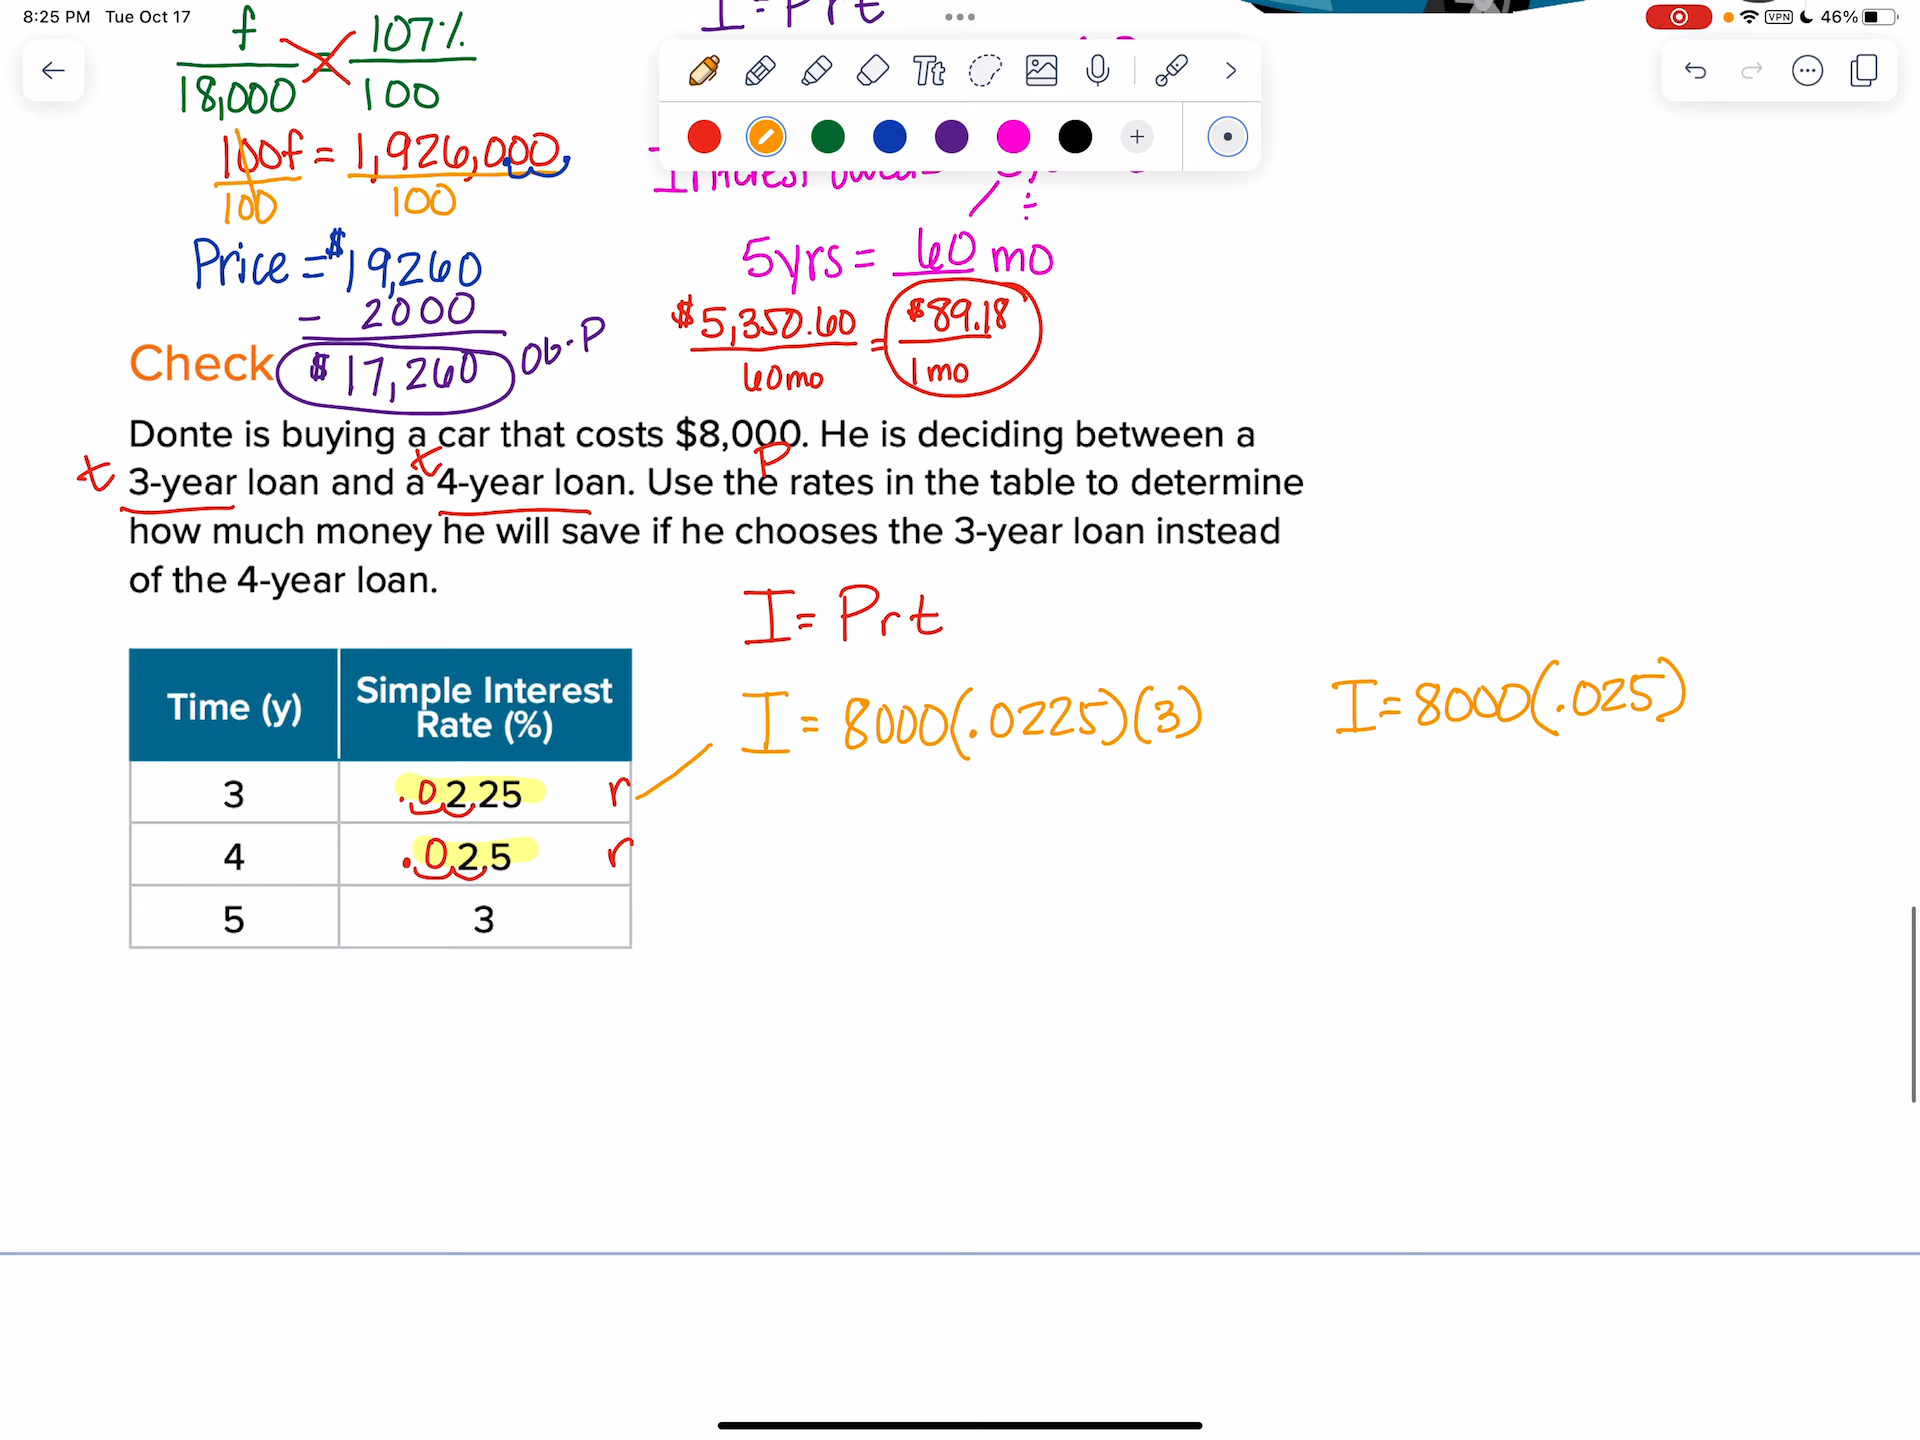 8:25 PM Tue Oct 17
VPN 46%
I = Prt
f/18,000 = 107%/100
100f/100 = 1,926,000/100
Tt
Price = $19,260
- 2000
$17,260 Ob. P
5yrs = 60 mo
$5,350.60/60mo = $89.18/1mo
Check
Donte is buying a car that costs $8,000. He is deciding between a
P
t 3-year loan and a t 4-year loan. Use the rates in the table to determine
how much money he will save if he chooses the 3-year loan instead
of the 4-year loan.
I = Prt
I = 8000(.0225)(3)
I = 8000(.025)
Time (y) Simple Interest Rate (%)
3 .02.25 r
4 .02.5 r
5 3